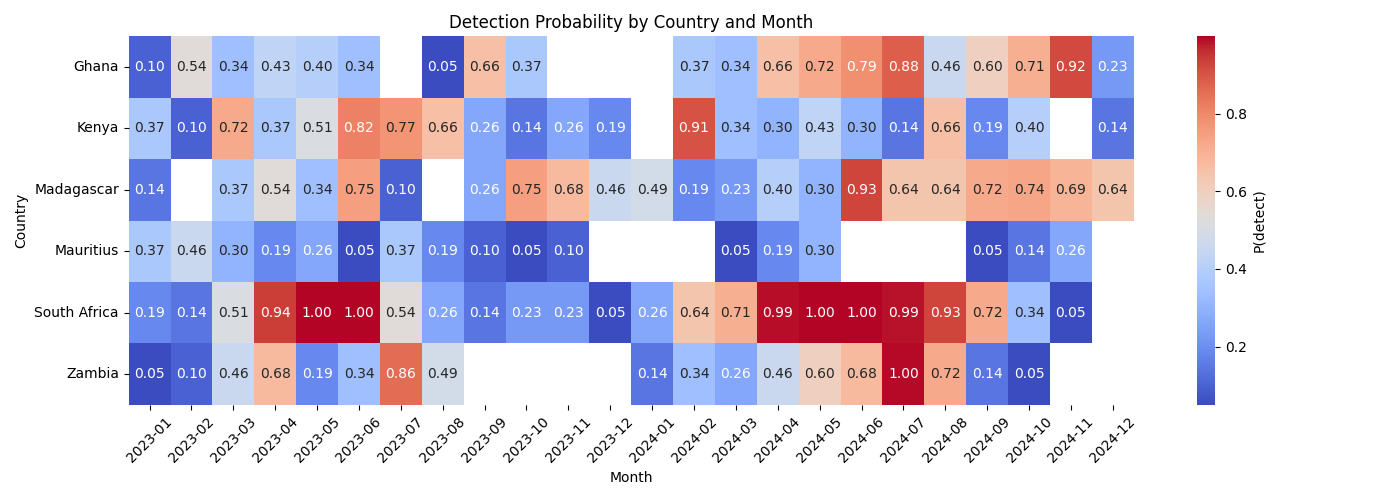 Detection Probability by Country and Month
Ghana 0.10 0.54 0.34 0.43 0.40 0.34 0.05 0.66 0.37 0.37 0.34 0.66 0.72 0.79 0.88 0.46 0.60 0.71 0.92 0.23
Kenya 0.37 0.10 0.72 0.37 0.51 0.82 0.77 0.66 0.26 0.14 0.26 0.19 0.91 0.34 0.30 0.43 0.30 0.14 0.66 0.19 0.40 0.14
Madagascar 0.14 0.37 0.54 0.34 0.75 0.10 0.26 0.75 0.68 0.46 0.49 0.19 0.23 0.40 0.30 0.93 0.64 0.64 0.72 0.74 0.69 0.64
Mauritius 0.37 0.46 0.30 0.19 0.26 0.05 0.37 0.19 0.10 0.05 0.10 0.05 0.19 0.30 0.05 0.14 0.26
South Africa 0.19 0.14 0.51 0.94 1.00 1.00 0.54 0.26 0.14 0.23 0.23 0.05 0.26 0.64 0.71 0.99 1.00 1.00 0.99 0.93 0.72 0.34 0.05
Zambia 0.05 0.10 0.46 0.68 0.19 0.34 0.86 0.49 0.14 0.34 0.26 0.46 0.60 0.68 1.00 0.72 0.14 0.05
2023-01 2023-02 2023-03 2023-04 2023-05 2023-06 2023-07 2023-08 2023-09 2023-10 2023-11 2023-12 2024-01 2024-02 2024-03 2024-04 2024-05 2024-06 2024-07 2024-08 2024-09 2024-10 2024-11 2024-12
Month
Country
0.8
0.6
0.4
0.2
P(detect)